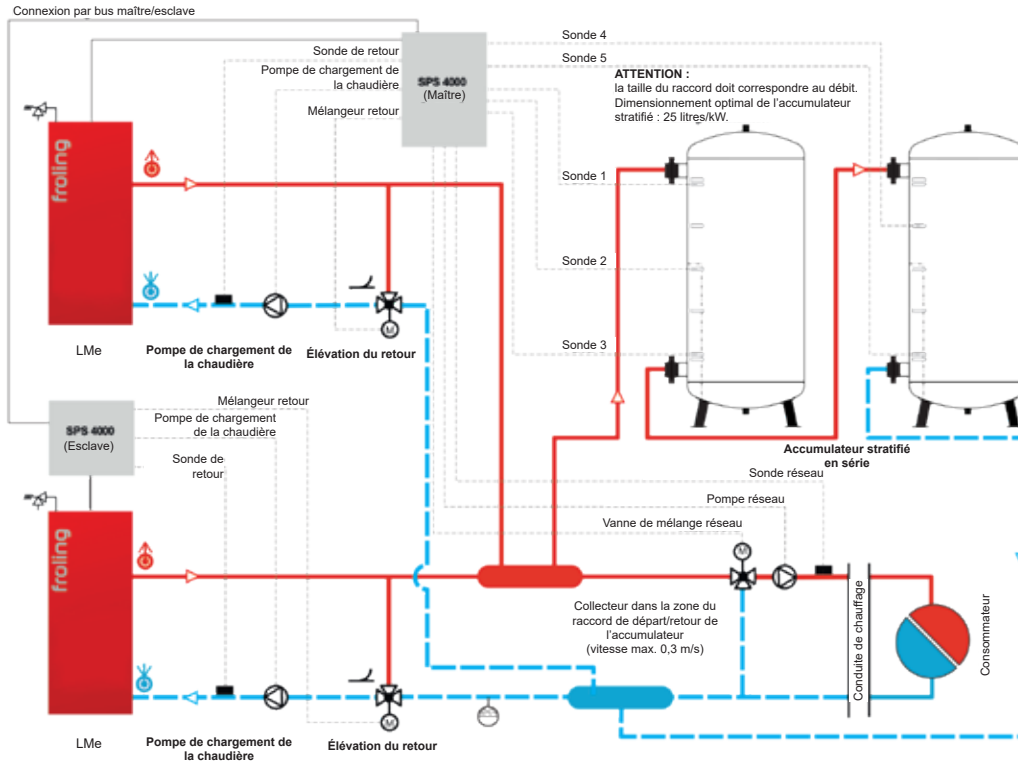 Connexion par bus maître/esclave
Sonde de retour
Pompe de chargement de
la chaudière
Mélangeur retour
SPS 4000
(Maître)
Sonde 4
Sonde 5
ATTENTION :
la taille du raccord doit correspondre au débit.
Dimensionnement optimal de l'accumulateur
stratifié : 25 litres/kW.
froling
Sonde 1
Sonde 2
Sonde 3
M
LMe
Pompe de chargement de
la chaudière
Élévation du retour
SPS 4000
(Esclave)
Mélangeur retour
Pompe de chargement
de la chaudière
Sonde de
retour
Accumulateur stratifié
en série
Sonde réseau
Pompe réseau
Vanne de mélange réseau
M
froling
Collecteur dans la zone du
raccord de départ/retour de
l'accumulateur
(vitesse max. 0,3 m/s)
Conduite de chauffage
Consommateur
M
LMe
Pompe de chargement de
la chaudière
Élévation du retour